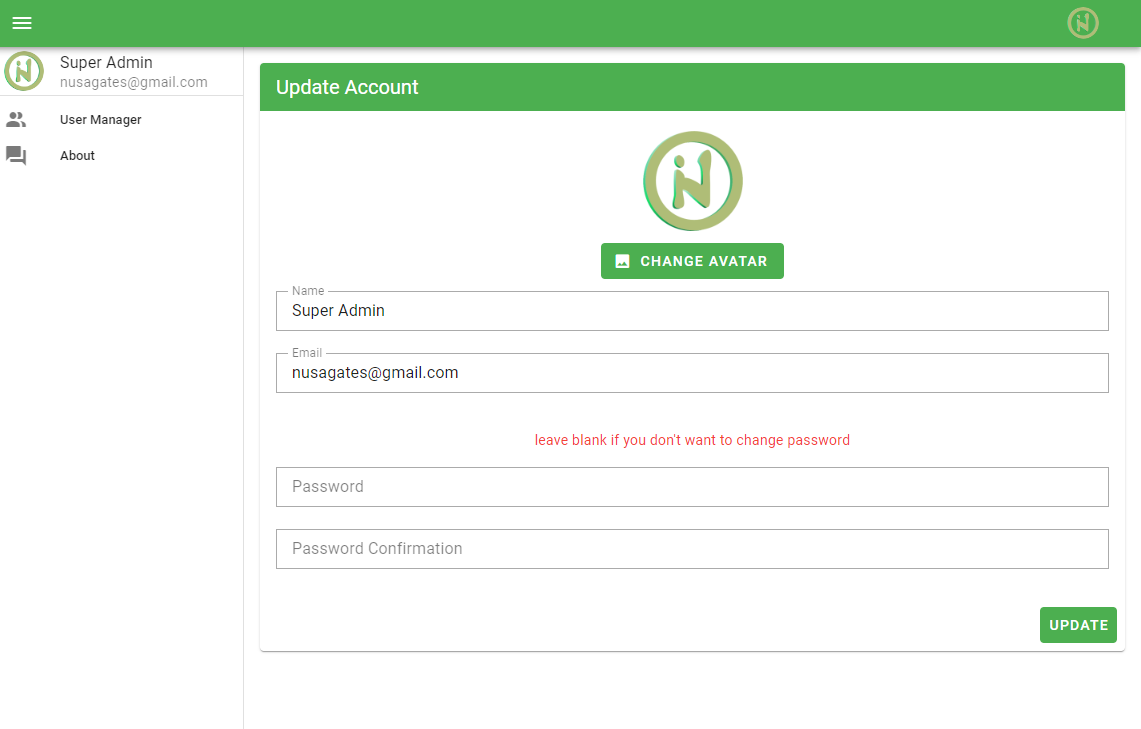 Super Admin
nusagates@gmail.com
User Manager
About
Update Account
CHANGE AVATAR
Name
Super Admin
Email
nusagates@gmail.com
leave blank if you don't want to change password
Password
Password Confirmation
UPDATE